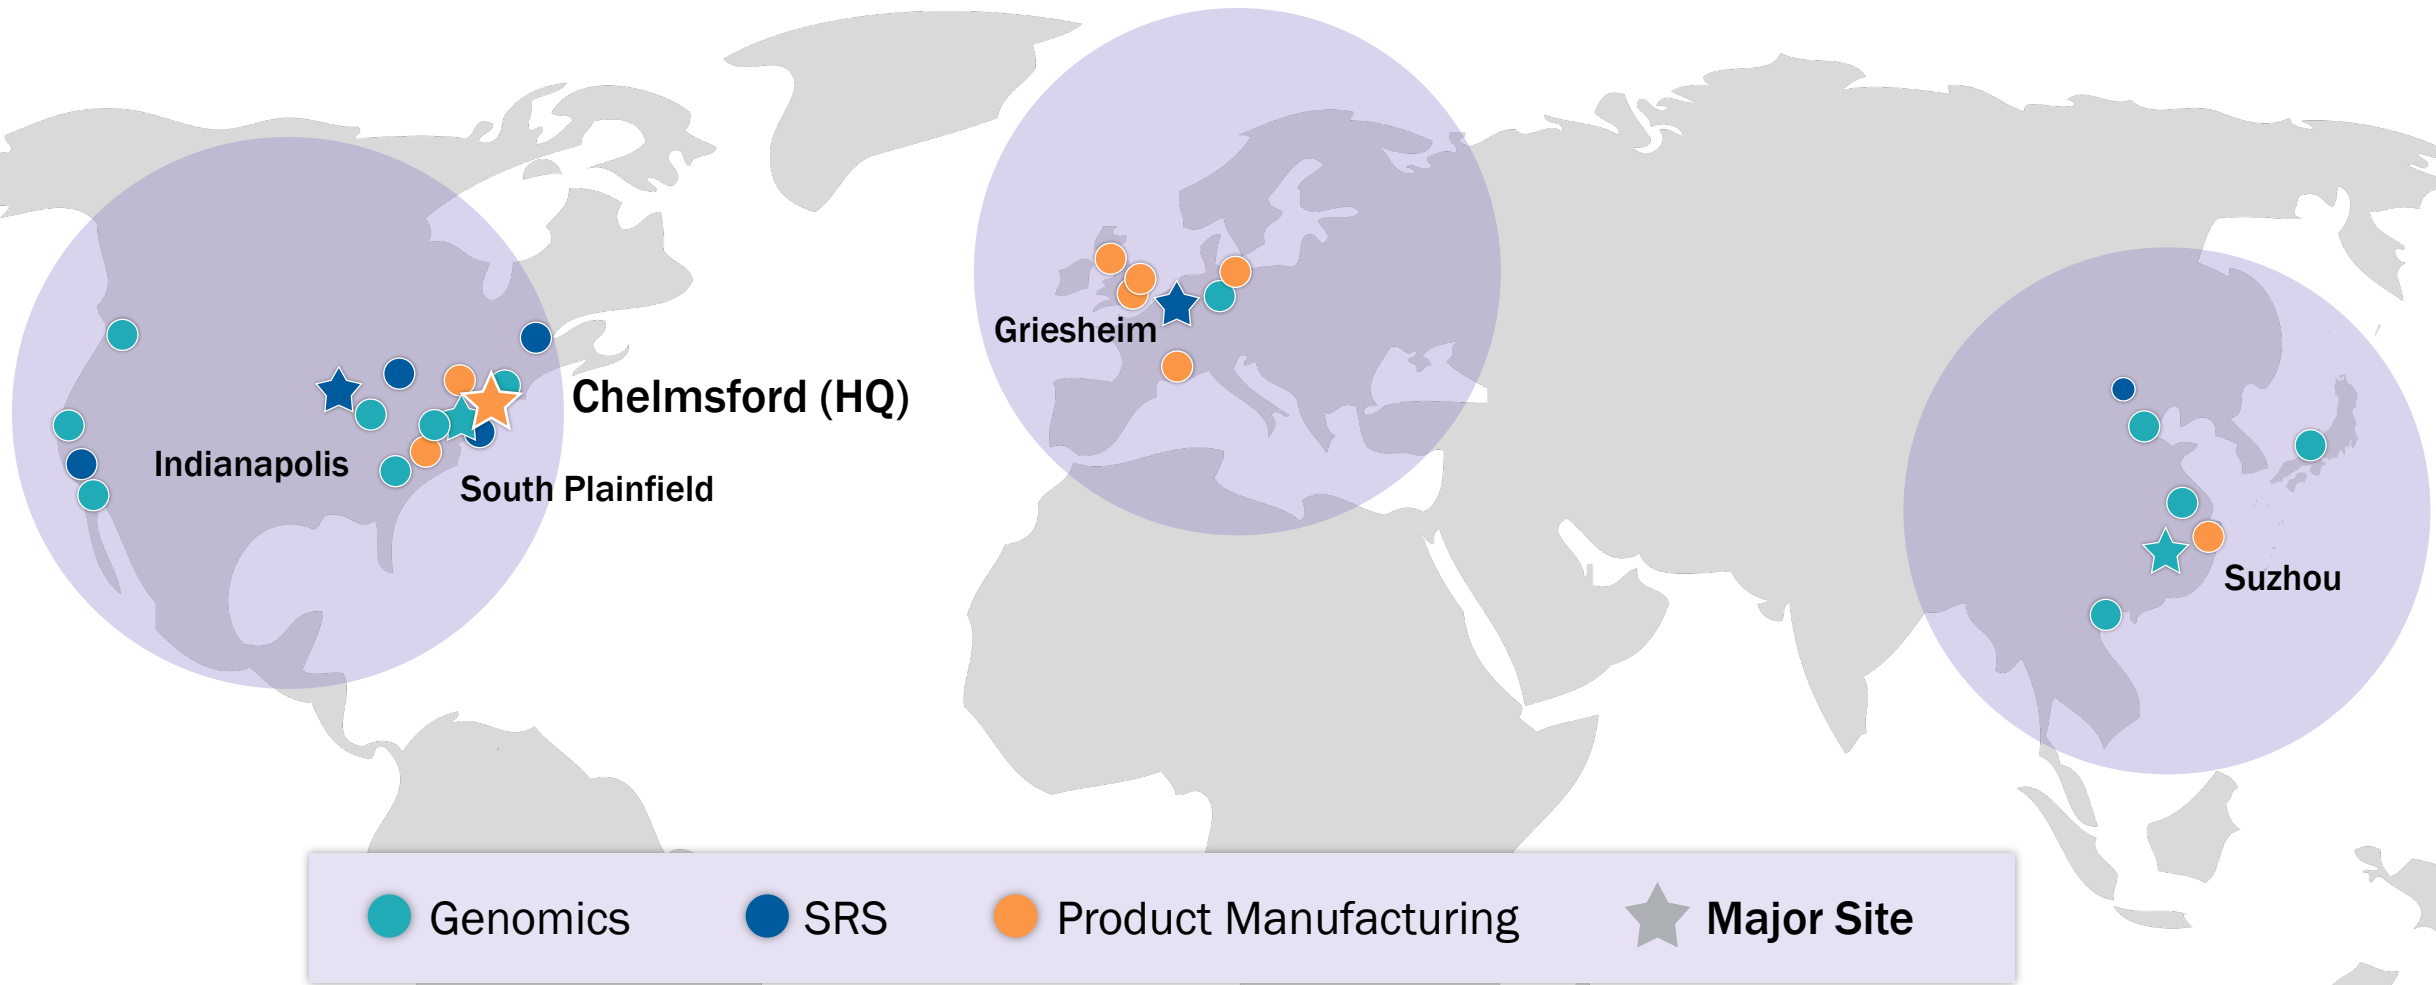 Griesheim
Chelmsford (HQ)
Indianapolis
South Plainfield
Suzhou
Genomics
SRS
Product Manufacturing
Major Site